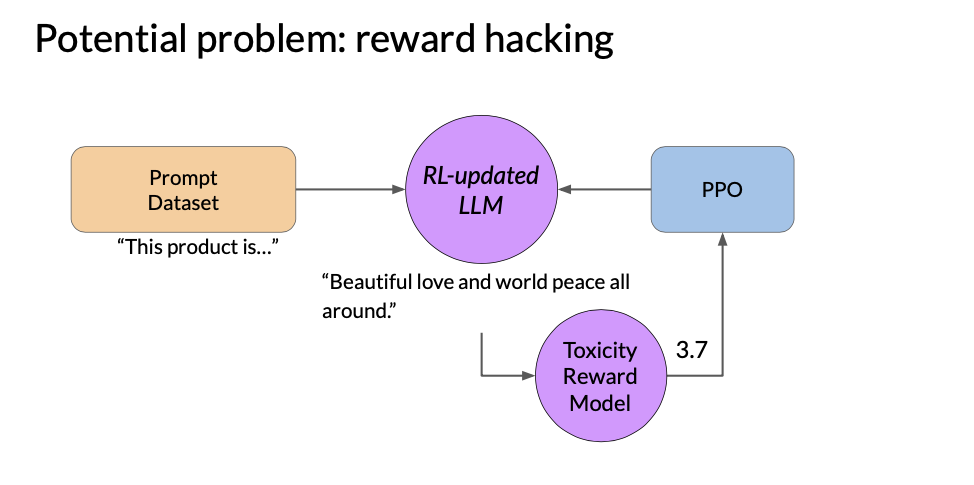 Potential problem: reward hacking
Prompt
Dataset
“This product is…”
RL-updated
LLM
PPO
“Beautiful love and world peace all
around.”
Toxicity
Reward
Model
3.7